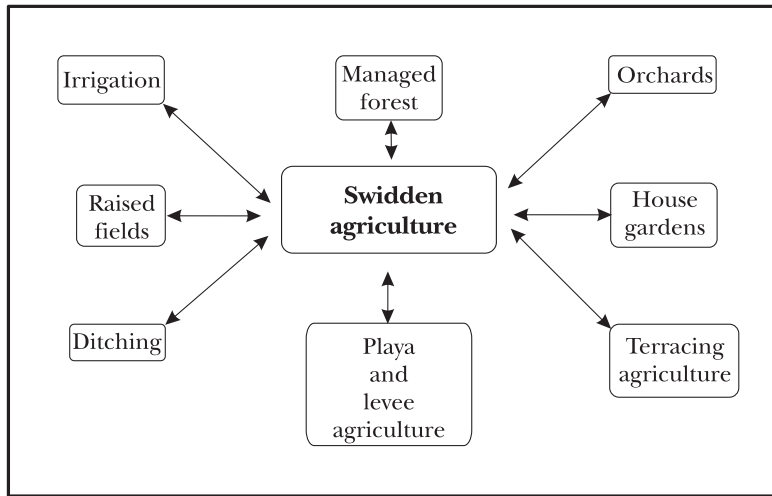 Irrigation
Managed
forest
Orchards
Raised
fields
Swidden
agriculture
House
gardens
Ditching
Playa
and
levee
agriculture
Terracing
agriculture